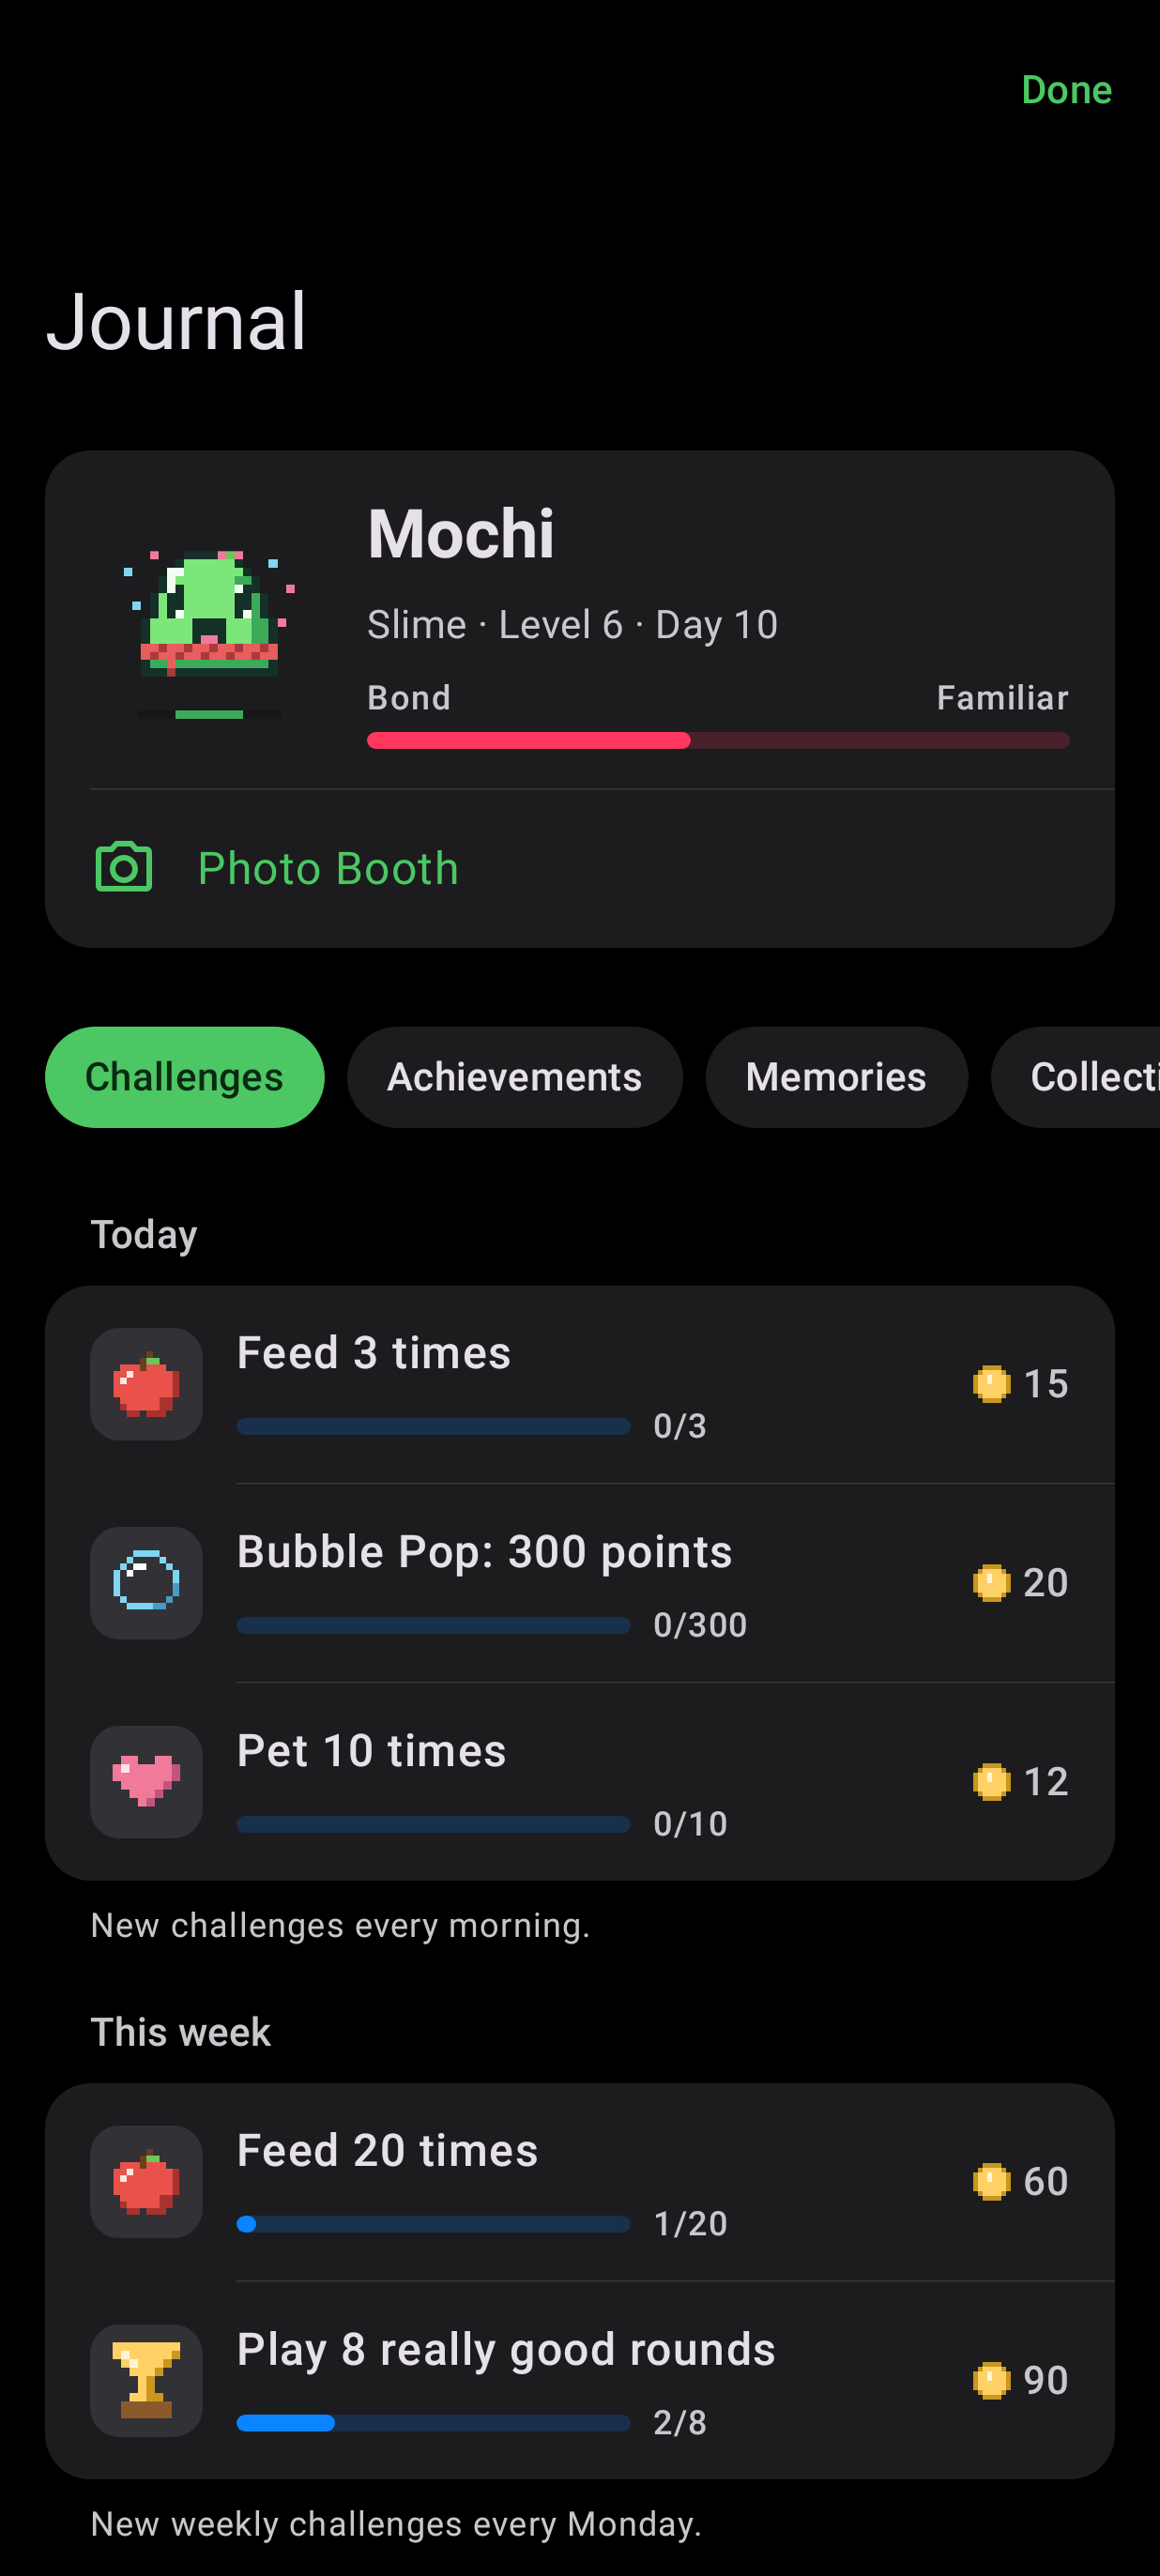 Done
Journal
Mochi
Slime · Level 6 · Day 10
Bond Familiar
Photo Booth
Challenges Achievements Memories Collecti
Today
Feed 3 times
15
0/3
Bubble Pop: 300 points
20
0/300
Pet 10 times
12
0/10
New challenges every morning.
This week
Feed 20 times
60
1/20
Play 8 really good rounds
90
2/8
New weekly challenges every Monday.